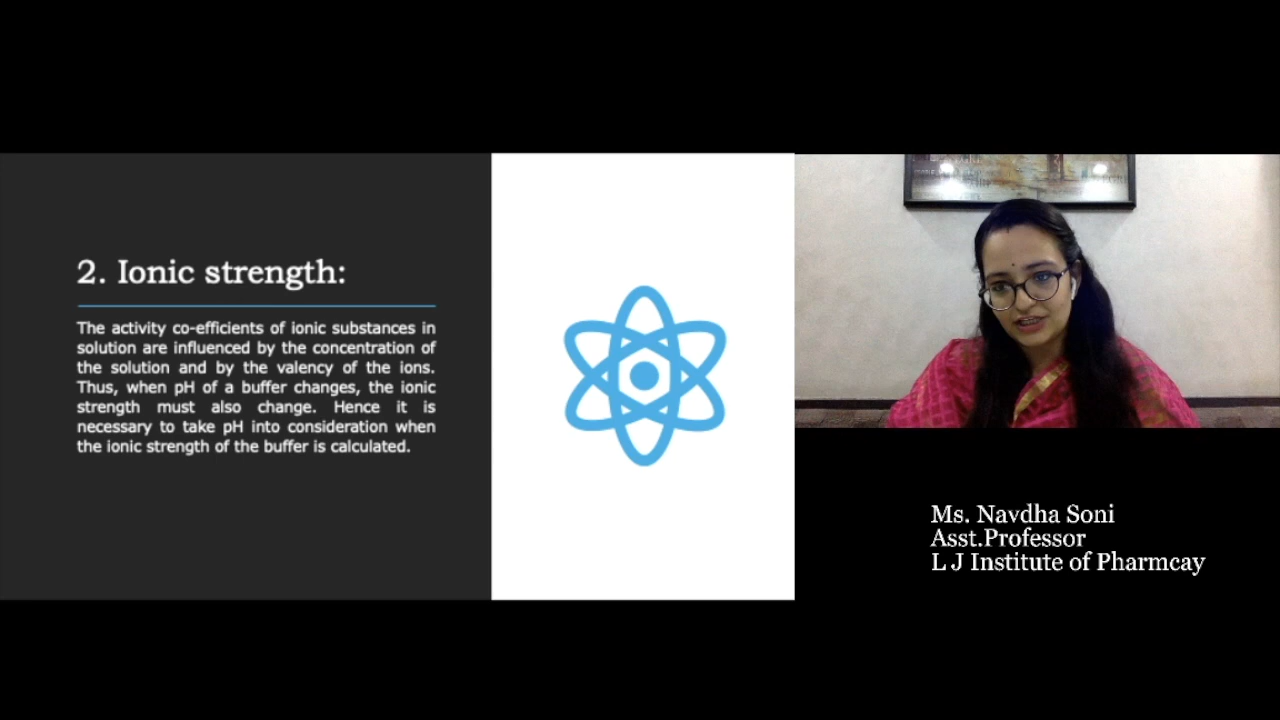 2. Ionic strength:
The activity co-efficients of ionic substances in
solution are influenced by the concentration of
the solution and by the valency of the ions.
Thus, when pH of a buffer changes, the ionic
strength must also change. Hence it is
necessary to take pH into consideration when
the ionic strength of the buffer is calculated.
Ms. Navdha Soni
Asst.Professor
L J Institute of Pharmcay